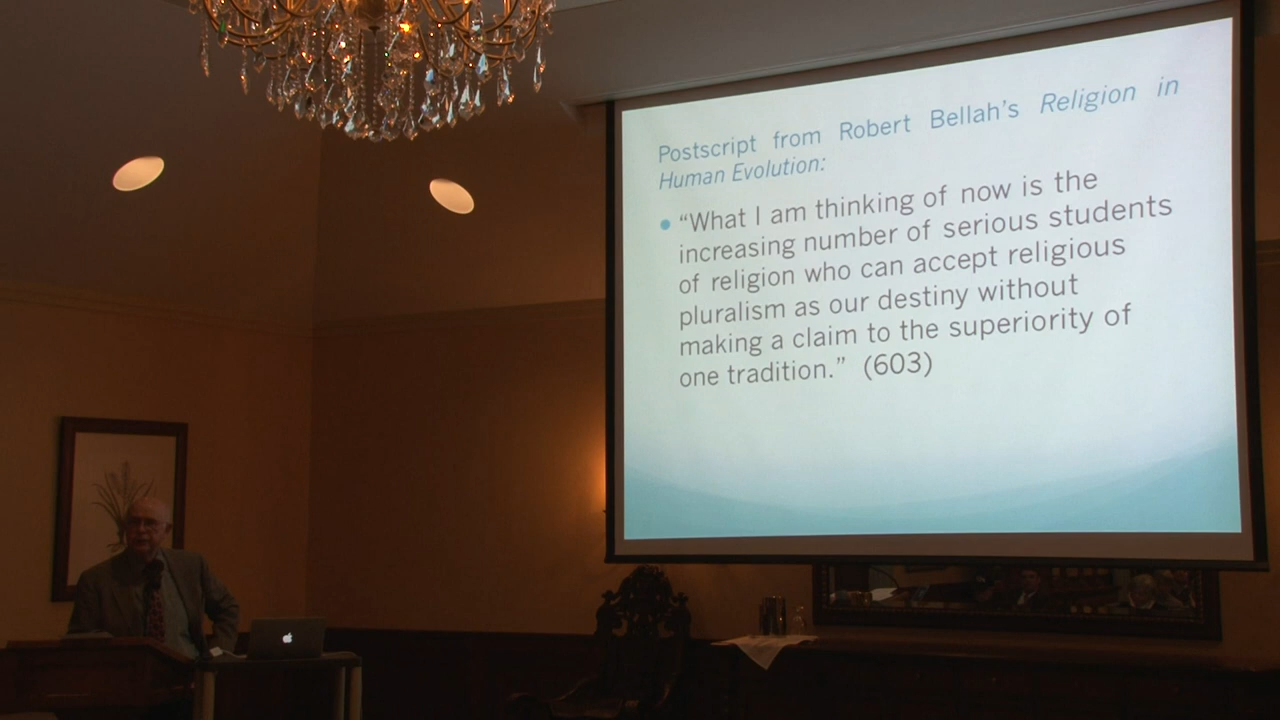 Postscript from Robert Bellah's Religion in
Human Evolution:
• “What I am thinking of now is the
increasing number of serious students
of religion who can accept religious
pluralism as our destiny without
making a claim to the superiority of
one tradition.” (603)